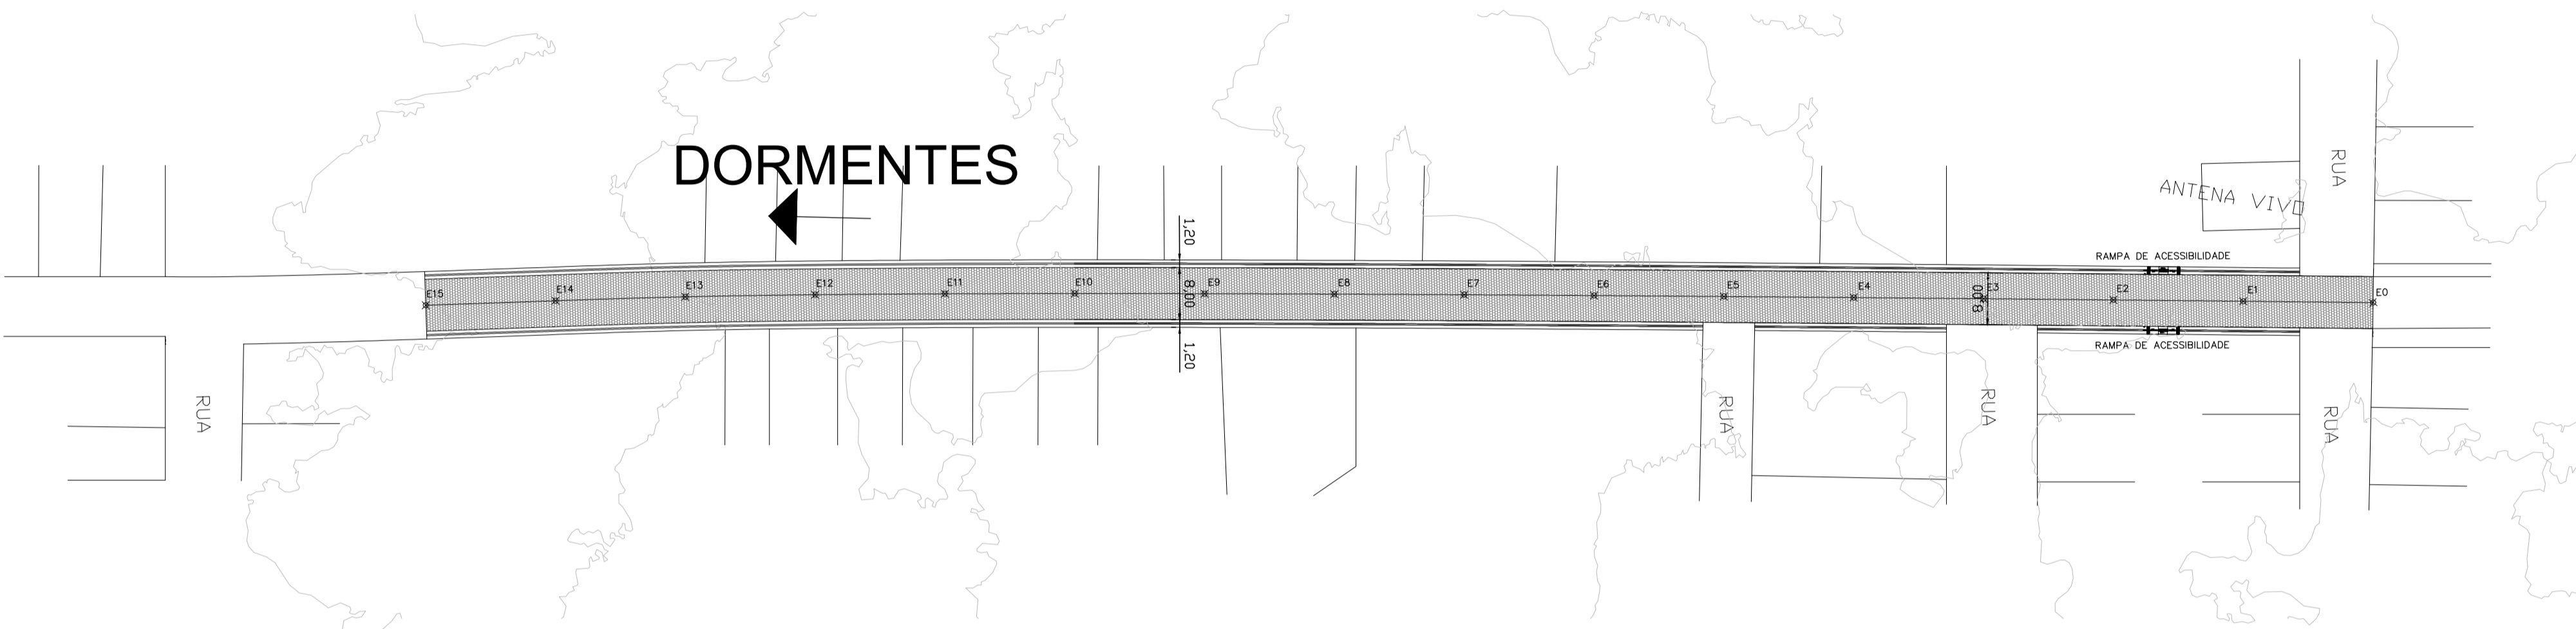 DORMENTES
RUA
ANTENA VIVO
1,20
RAMPA DE ACESSIBILIDADE
E15
E14
E13
E12
E11
E10
8,00
E9
E8
E7
E6
E5
E4
8,00
E3
E2
E1
E0
1,20
RAMPA DE ACESSIBILIDADE
RUA
RUA
RUA
RUA